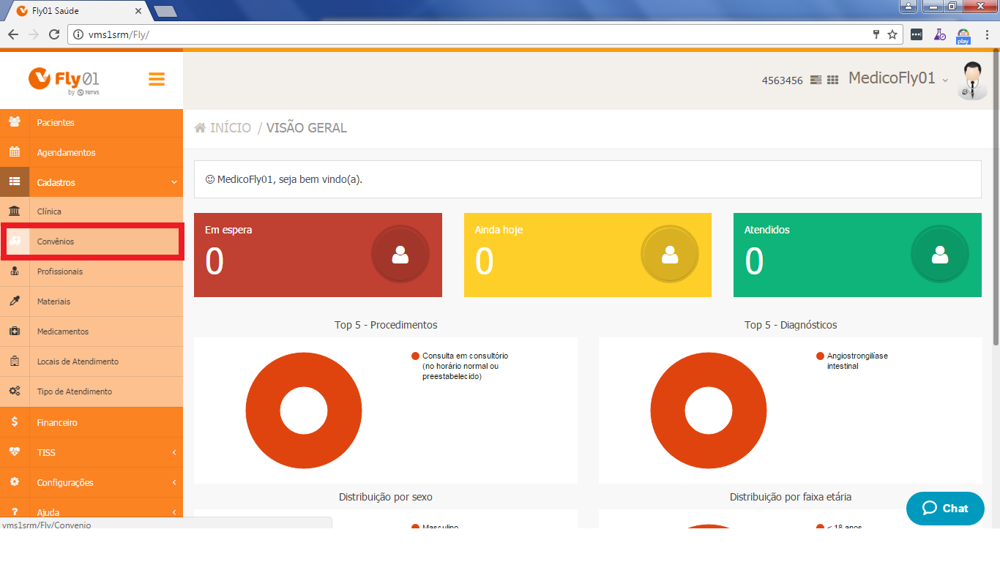 Fly01 Saúde
vms1srm/Fly/
play
Fly01
by TOTVS
4563456
MedicoFly01
Pacientes
Agendamentos
Cadastros
Clínica
Convênios
Profissionais
Materiais
Medicamentos
Locais de Atendimento
Tipo de Atendimento
Financeiro
TISS
Configurações
Ajuda
vms1srm/Fly/Convenio
INÍCIO / VISÃO GERAL
MedicoFly01, seja bem vindo(a).
Em espera
0
Ainda hoje
0
Atendidos
0
Top 5 - Procedimentos
Consulta em consultório
(no horário normal ou
preestabelecido)
Top 5 - Diagnósticos
Angiostrongilíase
intestinal
Distribuição por sexo
Masculino
Distribuição por faixa etária
< 18 anos
Chat